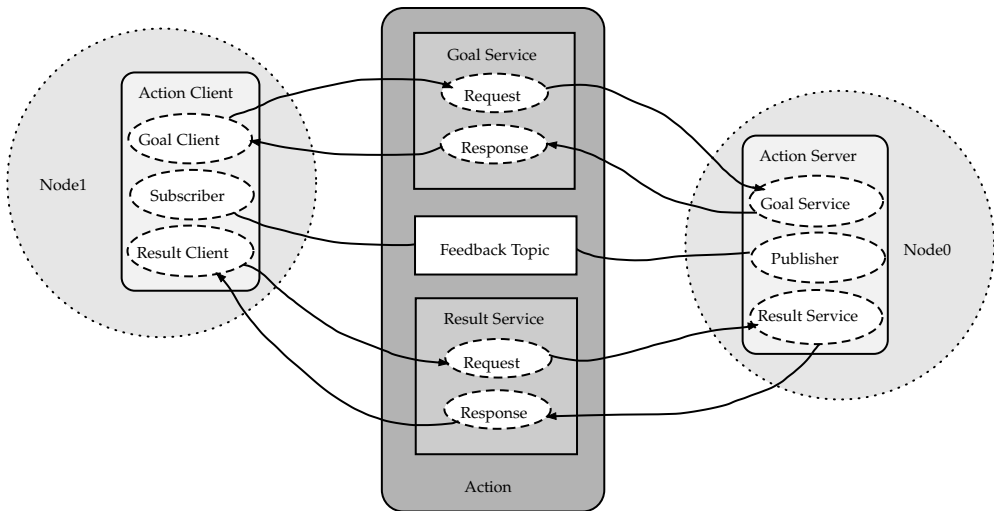 Node1
Action Client
Goal Client
Subscriber
Result Client
Goal Service
Request
Response
Feedback Topic
Result Service
Request
Response
Action
Action Server
Goal Service
Publisher
Result Service
Node0